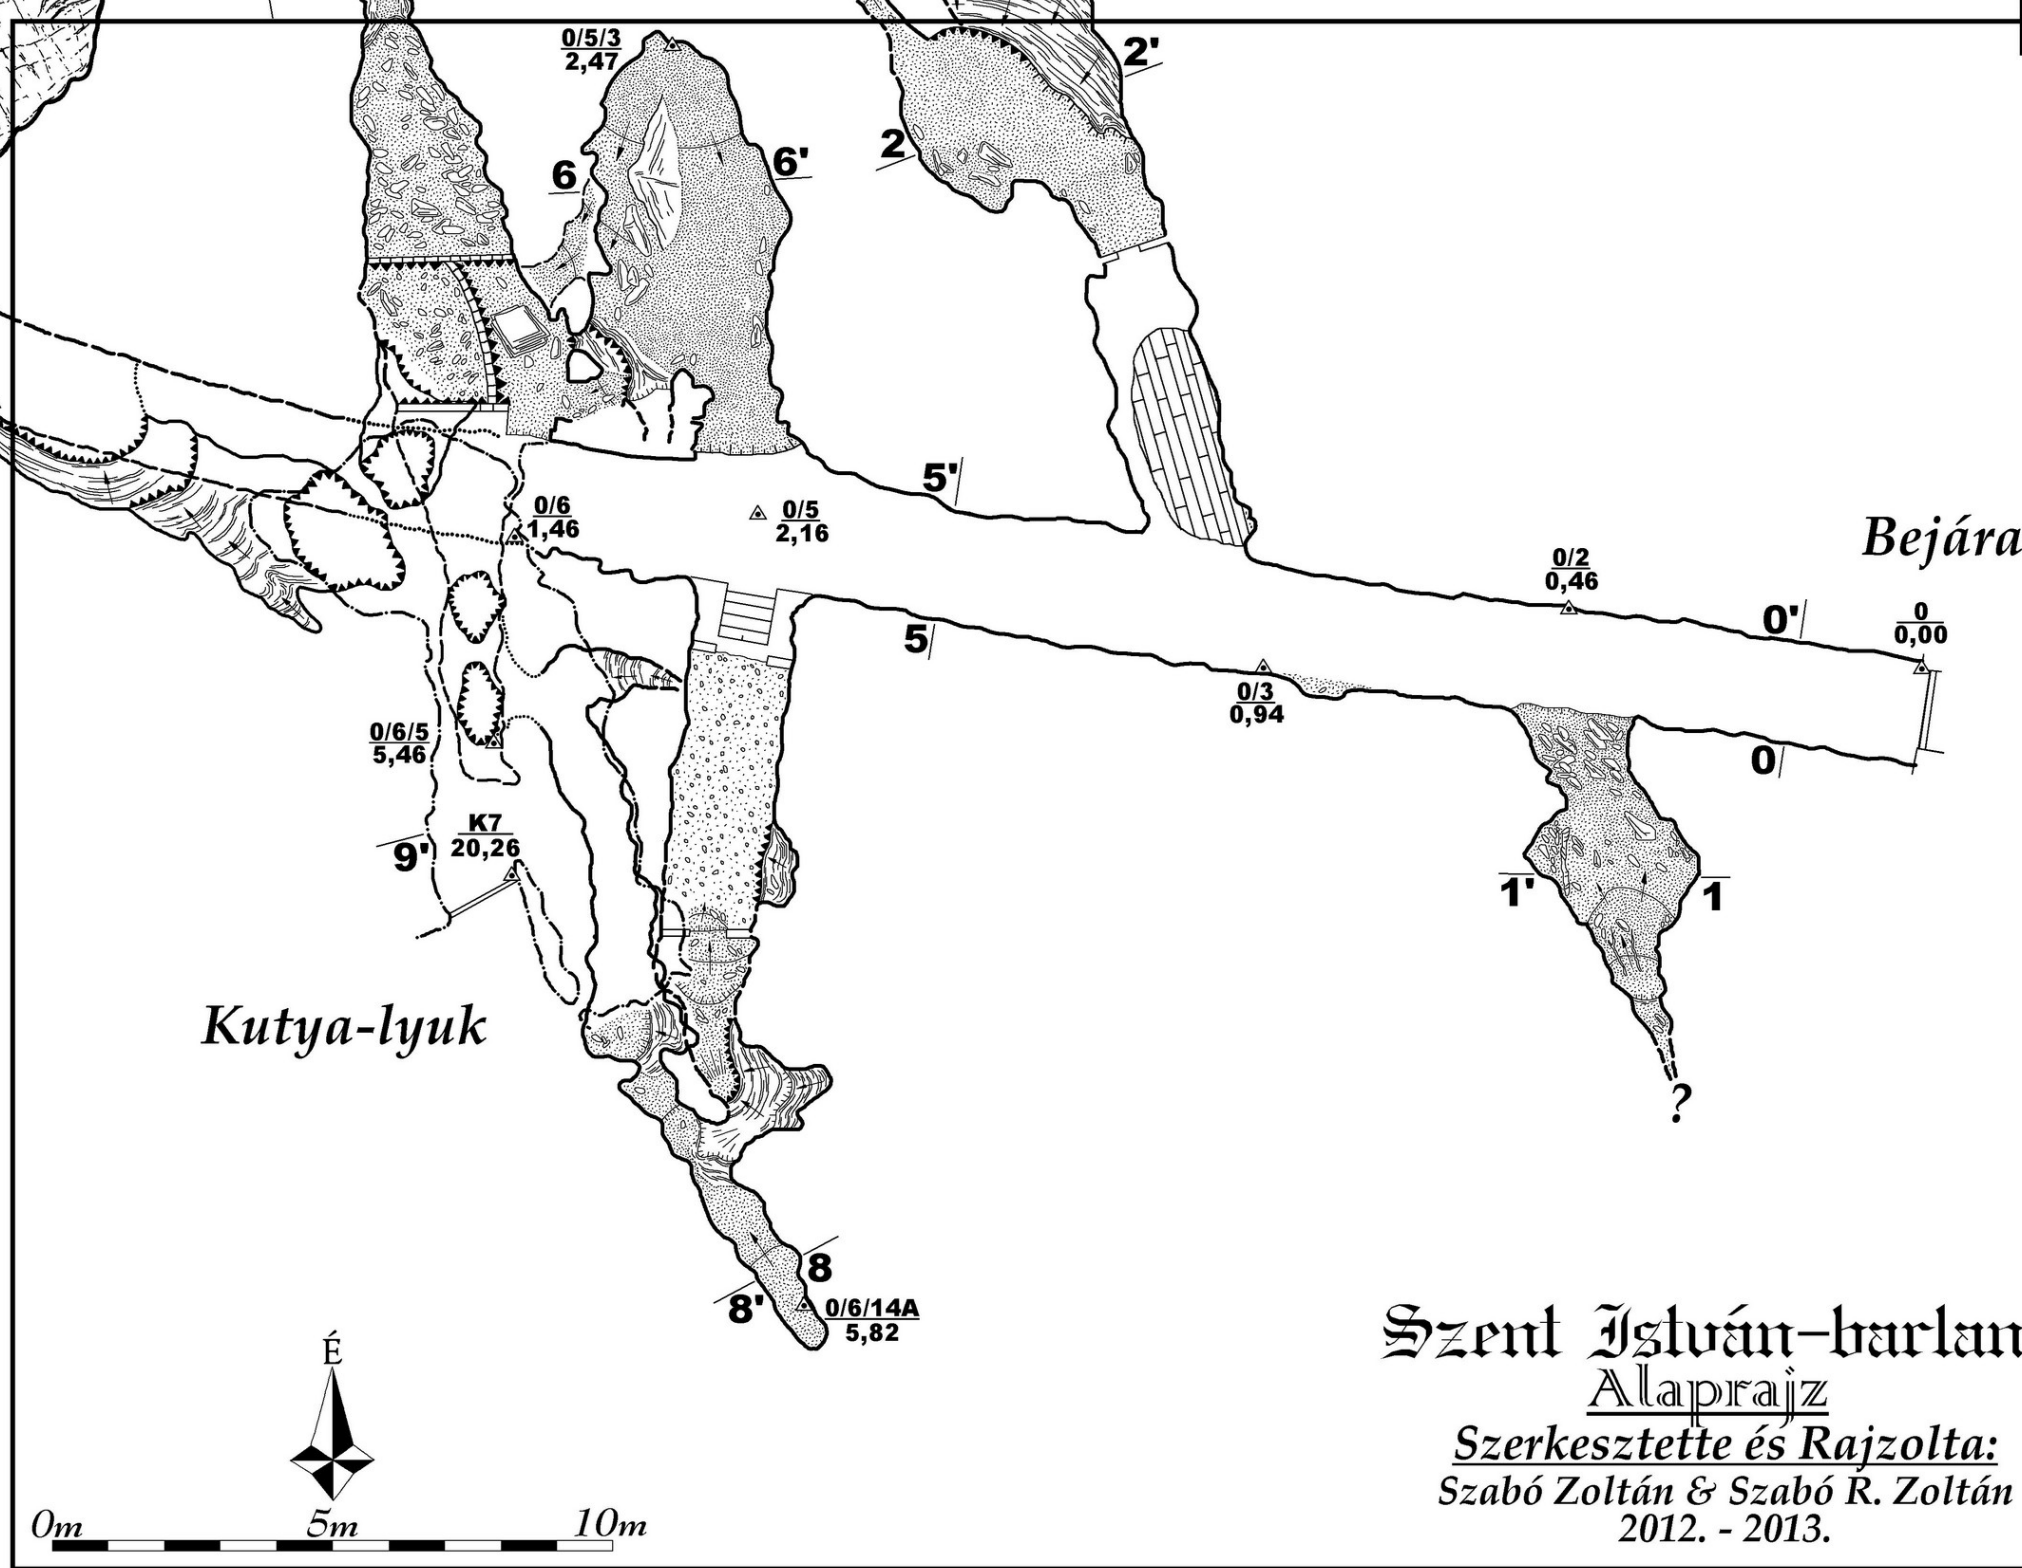 0/5/3
2,47
2'
2
6
6'
5'
0/6
1,46
0/5
2,16
Bejára
0/2
0,46
0'
0
0,00
5
0/3
0,94
0/6/5
5,46
0
K7
20,26
9'
1'
1
Kutya-lyuk
?
8
8'
0/6/14A
5,82
Szent István-barlan
Alaprajz
Szerkesztette és Rajzolta:
Szabó Zoltán & Szabó R. Zoltán
2012. - 2013.
É
0m 5m 10m